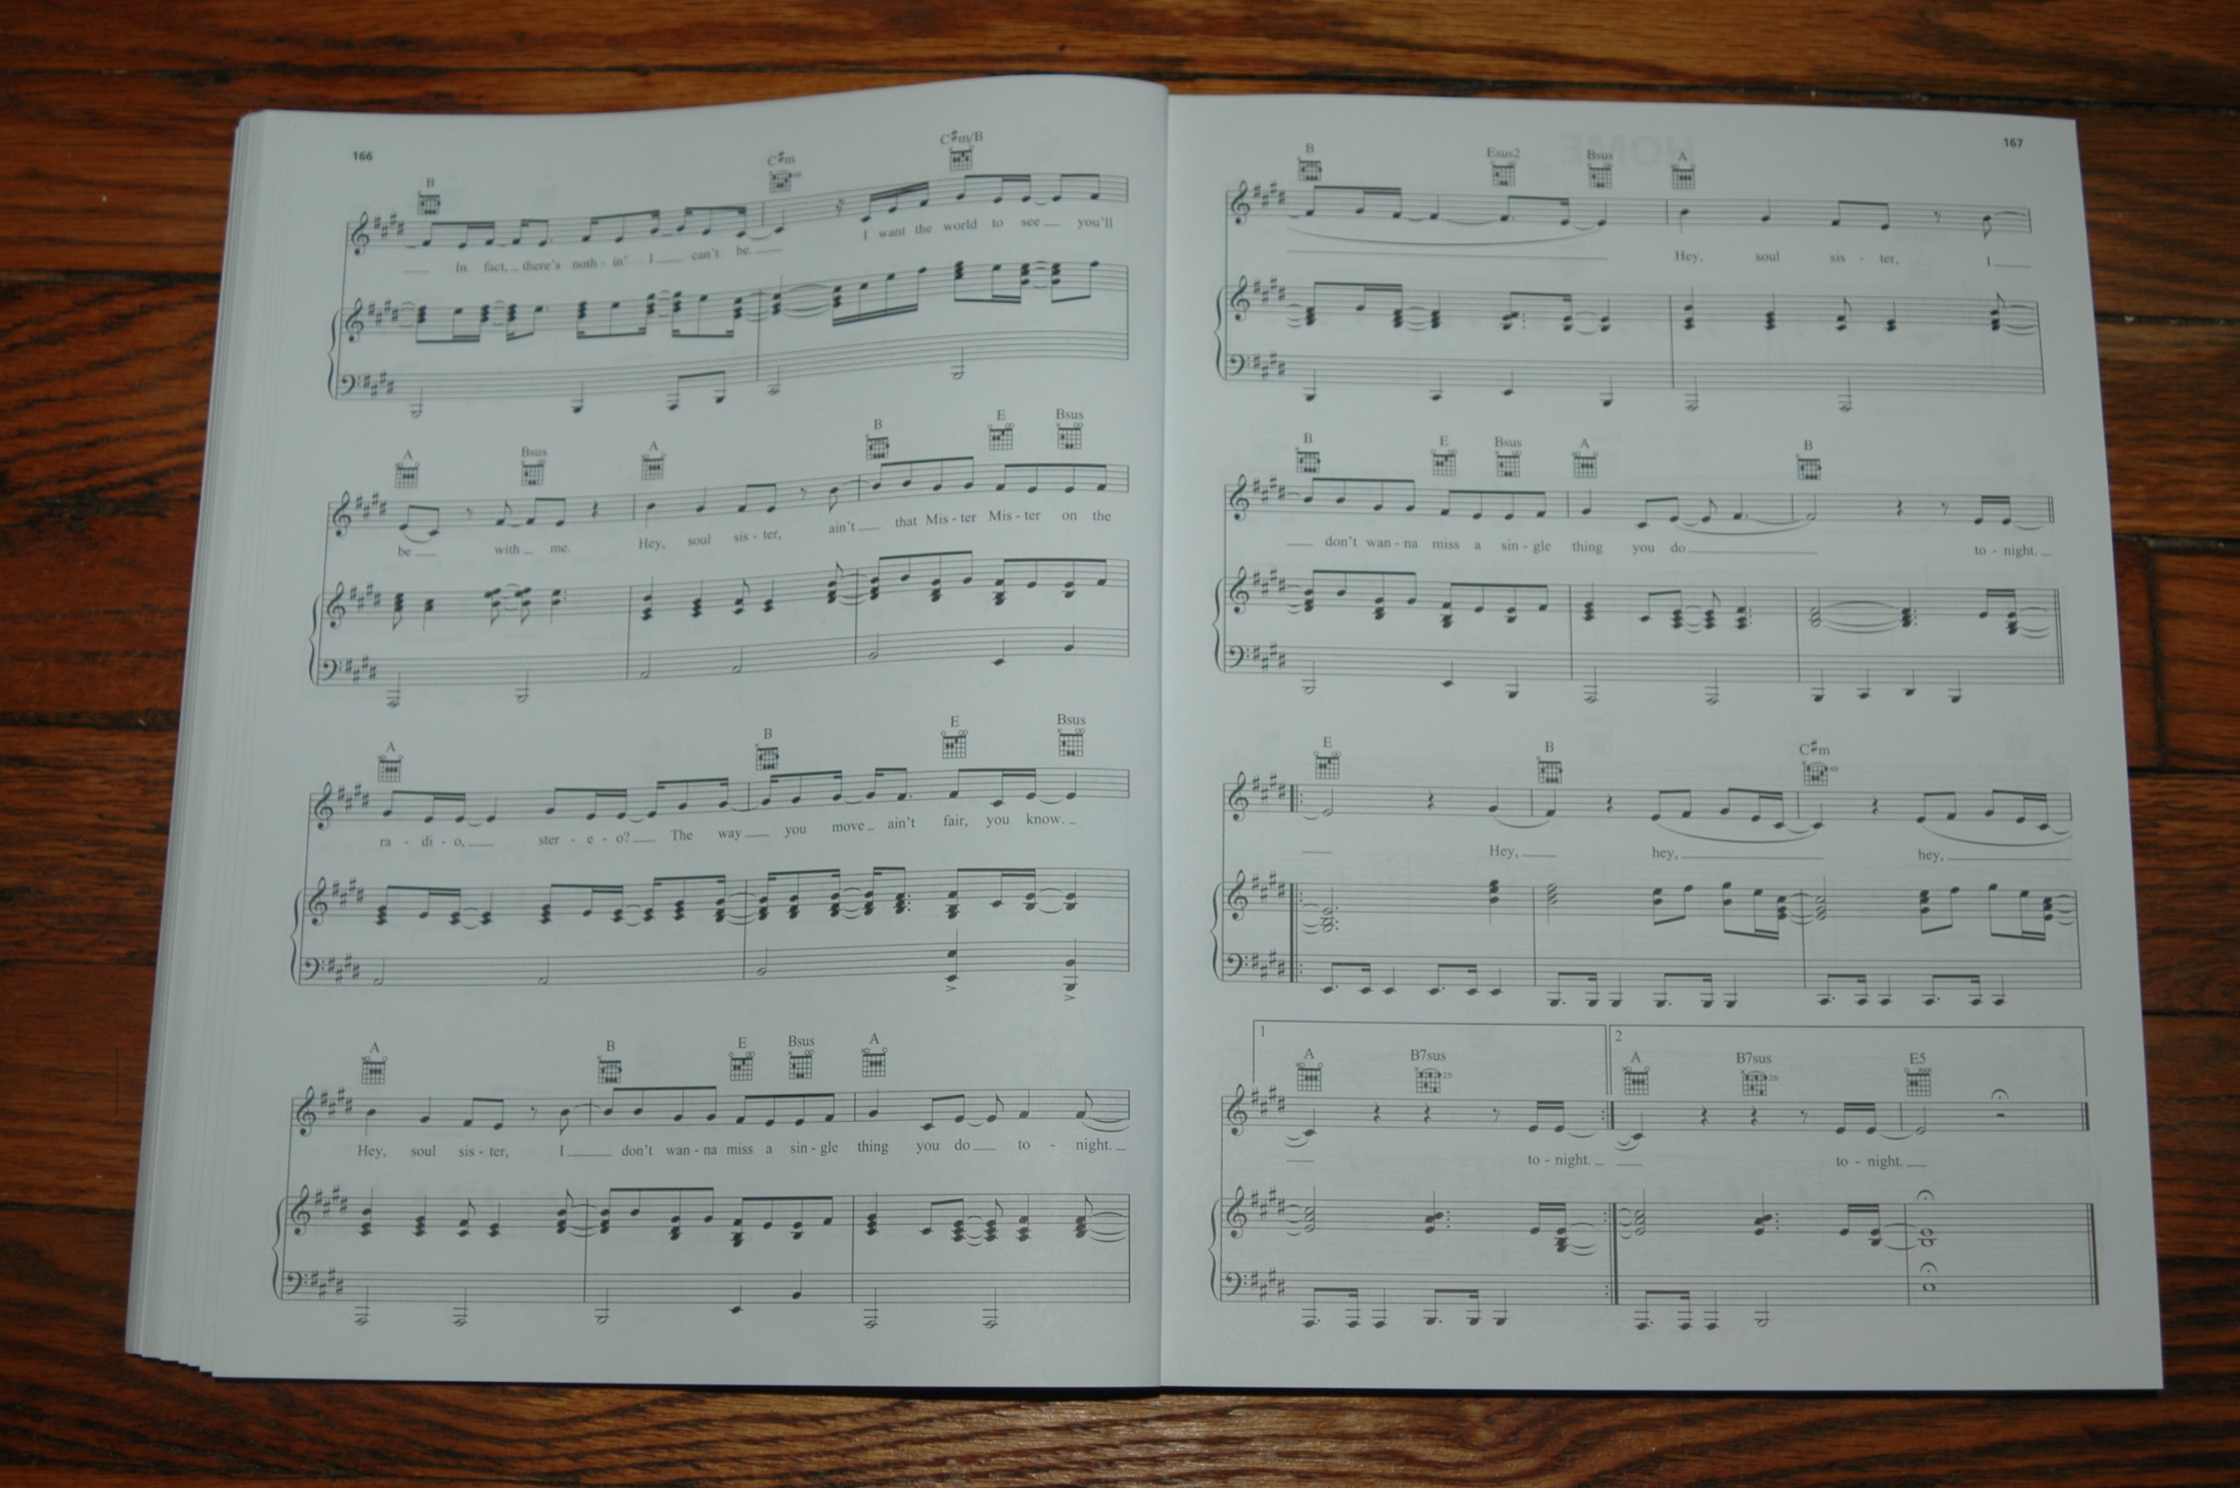 166
B C#m C#m/B
In fact, there's noth - in' I can't be. I want the world to see you'll
A Bsus A B E Bsus
be with me. Hey, soul sis - ter, ain't that Mis - ter Mis - ter on the
A B E Bsus
ra - di - o, ster - e - o? The way you move ain't fair, you know.
A B E Bsus A
Hey, soul sis - ter, I don't wan - na miss a sin - gle thing you do to - night.
167
B Esus2 Bsus A
Hey, soul sis - ter, I
B E Bsus A B
don't wan - na miss a sin - gle thing you do to - night.
E B C#m
Hey, hey, hey,
1 2
A B7sus A B7sus E5
to - night. to - night.